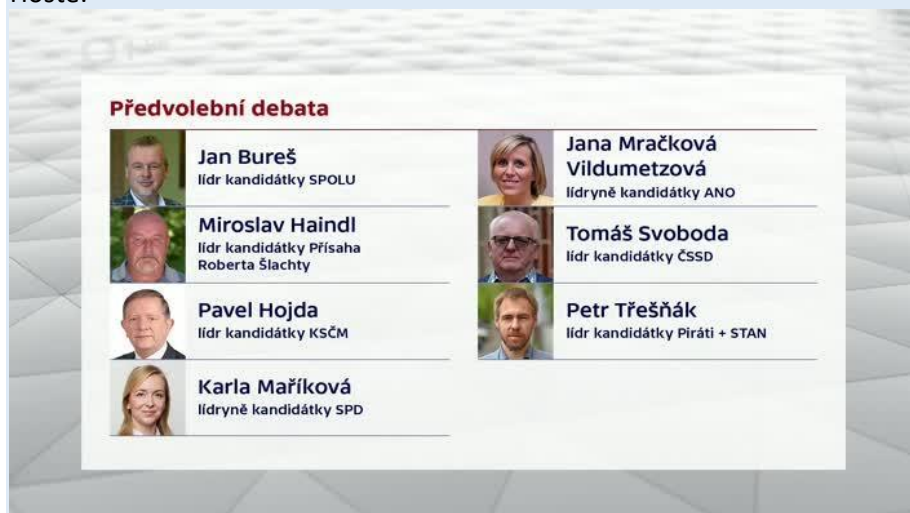 Předvolební debata
Jan Bureš
lídr kandidátky SPOLU
Miroslav Haindl
lídr kandidátky Přísaha
Roberta Šlachty
Pavel Hojda
lídr kandidátky KSČM
Karla Maříková
lídryně kandidátky SPD
Jana Mračková
Vildumetzová
lídryně kandidátky ANO
Tomáš Svoboda
lídr kandidátky ČSSD
Petr Třešňák
lídr kandidátky Piráti + STAN